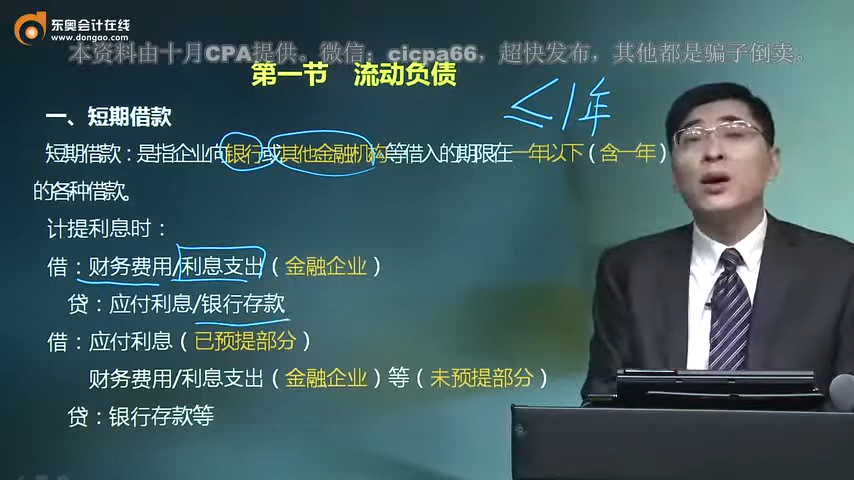 东奥会计在线
www.dongao.com
本资料由十月CPA提供。微信：cicpa66，超快发布，其他都是骗子倒卖。
第一节 流动负债
≤1年
一、短期借款
短期借款：是指企业向银行或其他金融机构等借入的期限在一年以下（含一年）
的各种借款。
计提利息时：
借：财务费用/利息支出（金融企业）
贷：应付利息/银行存款
借：应付利息（已预提部分）
财务费用/利息支出（金融企业）等（未预提部分）
贷：银行存款等